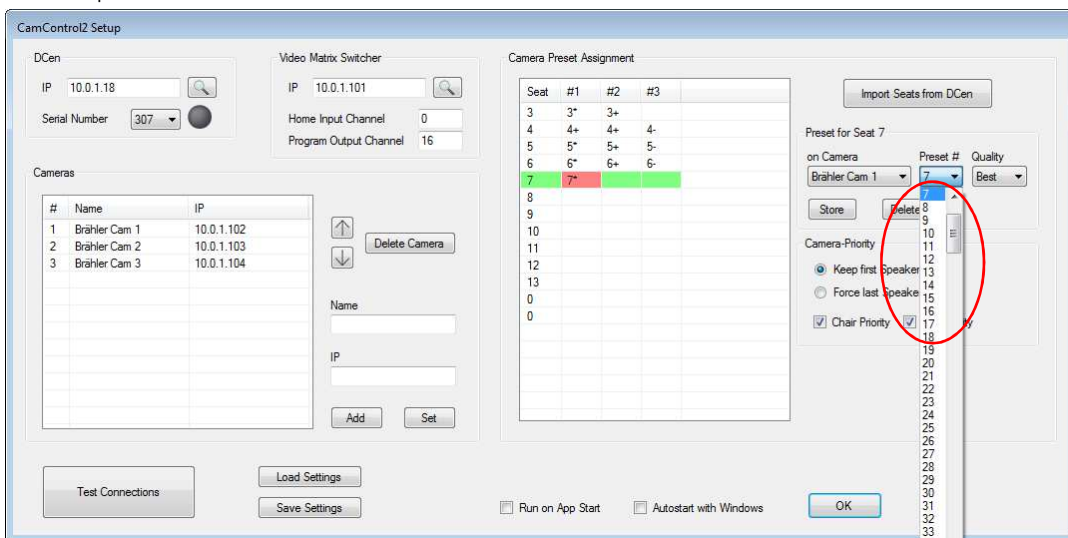 CamControl2 Setup
DCen
IP 10.0.1.18
Serial Number 307
Video Matrix Switcher
IP 10.0.1.101
Home Input Channel 0
Program Output Channel 16
Cameras
# Name IP
1 Brähler Cam 1 10.0.1.102
2 Brähler Cam 2 10.0.1.103
3 Brähler Cam 3 10.0.1.104
Delete Camera
Name
IP
Add Set
Camera Preset Assignment
Seat #1 #2 #3
3 3* 3+
4 4+ 4+ 4-
5 5* 5+ 5-
6 6* 6+ 6-
7 7*
8
9
10
11
12
13
0
0
Import Seats from DCen
Preset for Seat 7
on Camera Preset # Quality
Brähler Cam 1 7 Best
Store Delete
Camera-Priority
Keep first Speaker
Force last Speake
Chair Priority
7
8
9
10
11
12
13
14
15
16
17
18
19
20
21
22
23
24
25
26
27
28
29
30
31
32
33
Test Connections
Load Settings
Save Settings
Run on App Start Autostart with Windows
OK